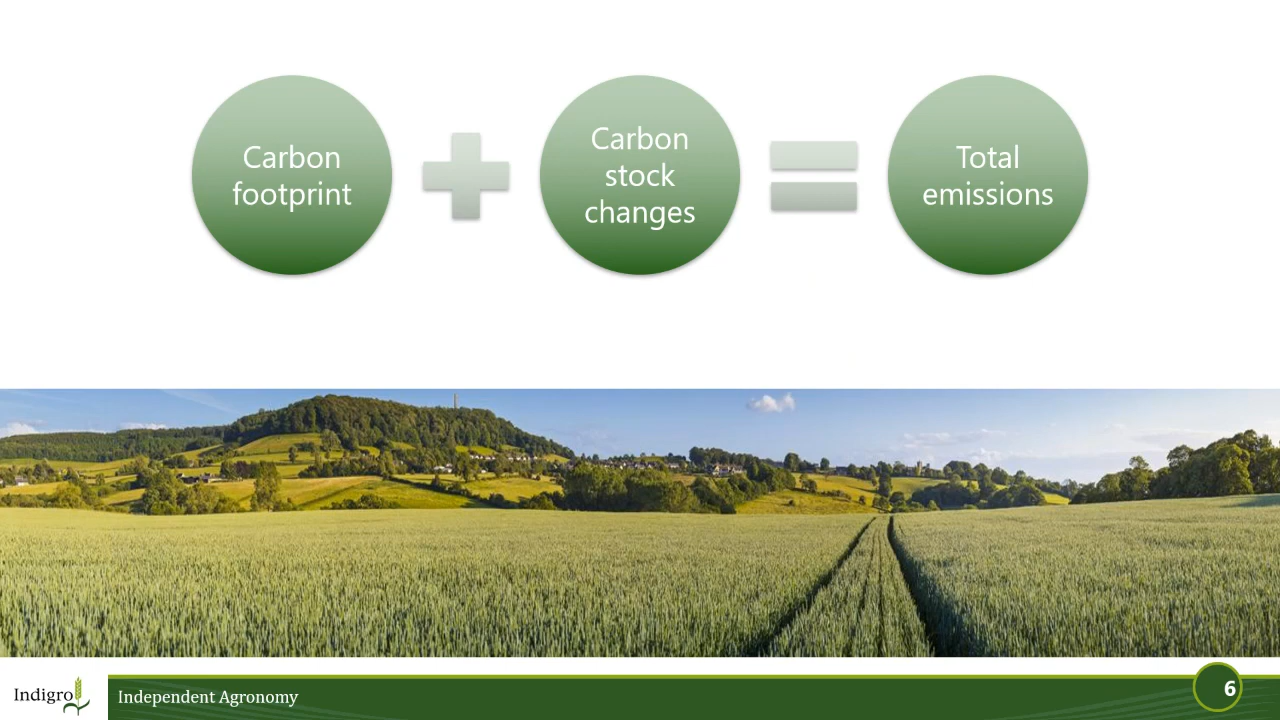 Carbon
footprint
Carbon
stock
changes
Total
emissions
Indigro
Independent Agronomy
6